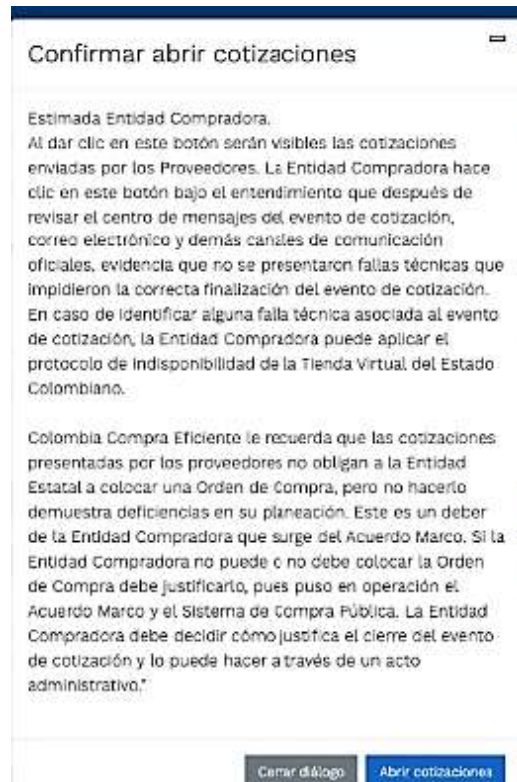 Confirmar abrir cotizaciones
Estimada Entidad Compradora.
Al dar clic en este botón serán visibles las cotizaciones
enviadas por los Proveedores. La Entidad Compradora hace
clic en este botón bajo el entendimiento que después de
revisar el centro de mensajes del evento de cotización,
correo electrónico y demás canales de comunicación
oficiales, evidencia que no se presentaron fallas técnicas que
impidieron la correcta finalización del evento de cotización.
En caso de identificar alguna falla técnica asociada al evento
de cotización, la Entidad Compradora puede aplicar el
protocolo de Indisponibilidad de la Tienda Virtual del Estado
Colombiano.
Colombia Compra Eficiente le recuerda que las cotizaciones
presentadas por los proveedores no obligan a la Entidad
Estatal a colocar una Orden de Compra, pero no hacerlo
demuestra deficiencias en su planeación. Este es un deber
de la Entidad Compradora que surge del Acuerdo Marco. Si la
Entidad Compradora no puede o no debe colocar la Orden
de Compra debe justificarlo, pues puso en operación el
Acuerdo Marco y el Sistema de Compra Pública. La Entidad
Compradora debe decidir cómo justifica el cierre del evento
de cotización y lo puede hacer a través de un acto
administrativo."
Cerrar diálogo Abrir cotizaciones